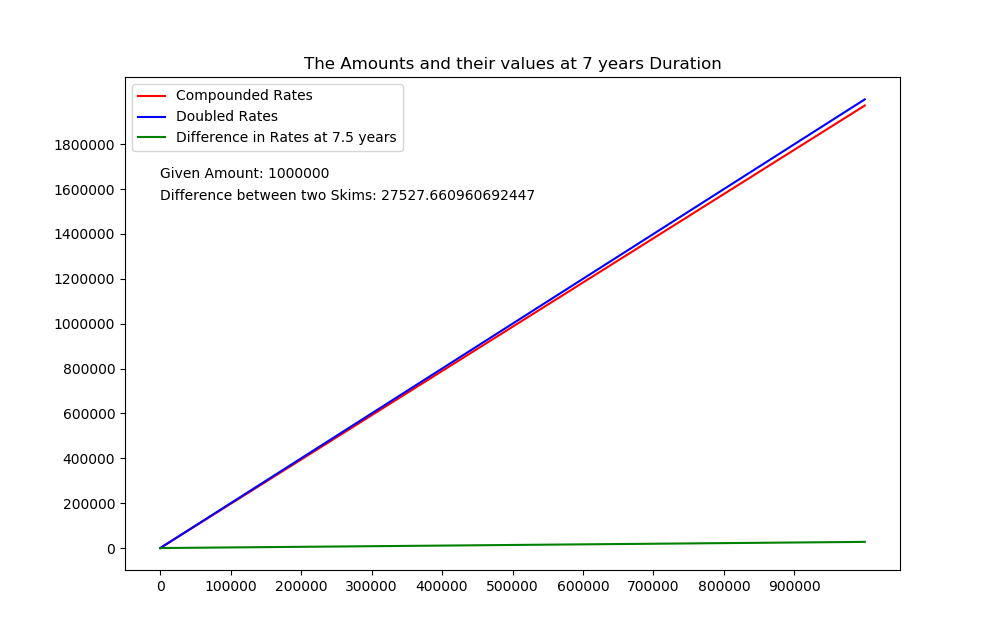 The Amounts and their values at 7 years Duration
Compounded Rates
Doubled Rates
Difference in Rates at 7.5 years
Given Amount: 1000000
Difference between two Skims: 27527.660960692447
1800000
1600000
1400000
1200000
1000000
800000
600000
400000
200000
0
0 100000 200000 300000 400000 500000 600000 700000 800000 900000